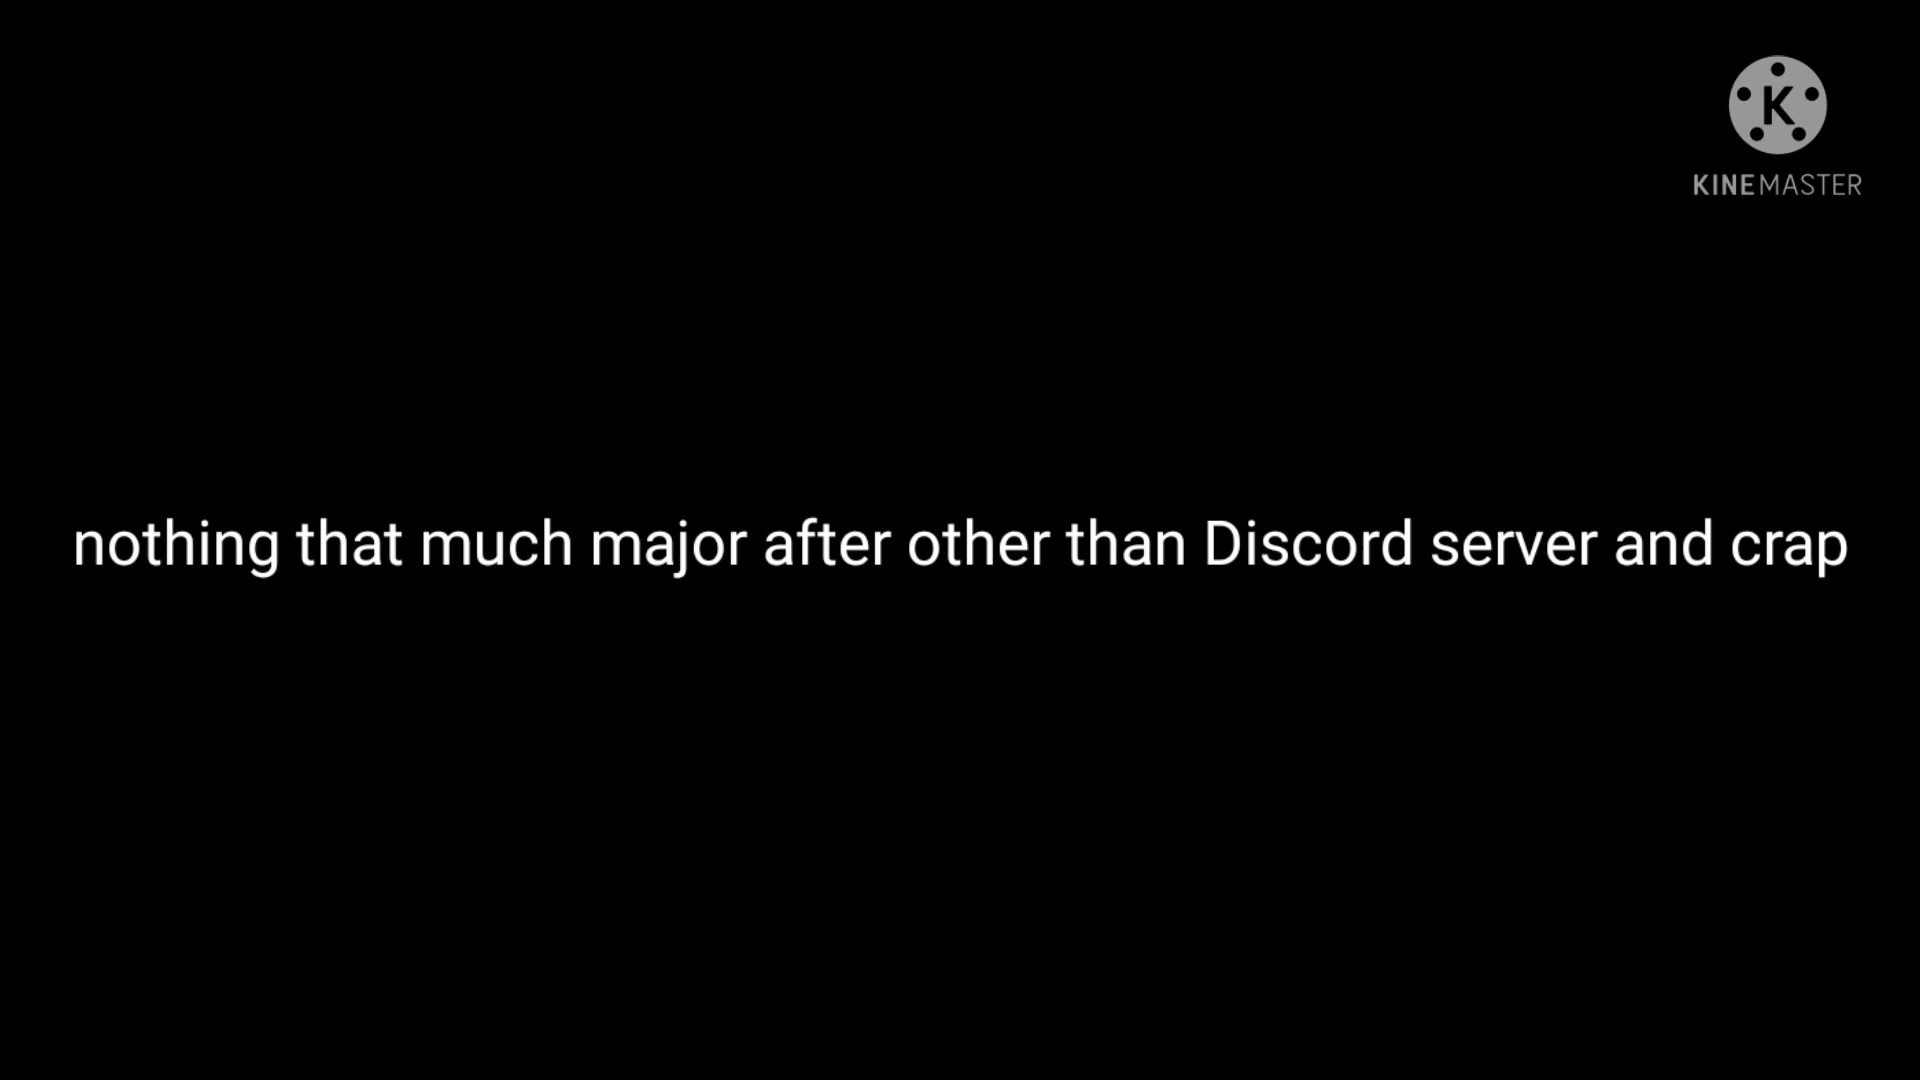 K
KINEMASTER
nothing that much major after other than Discord server and crap